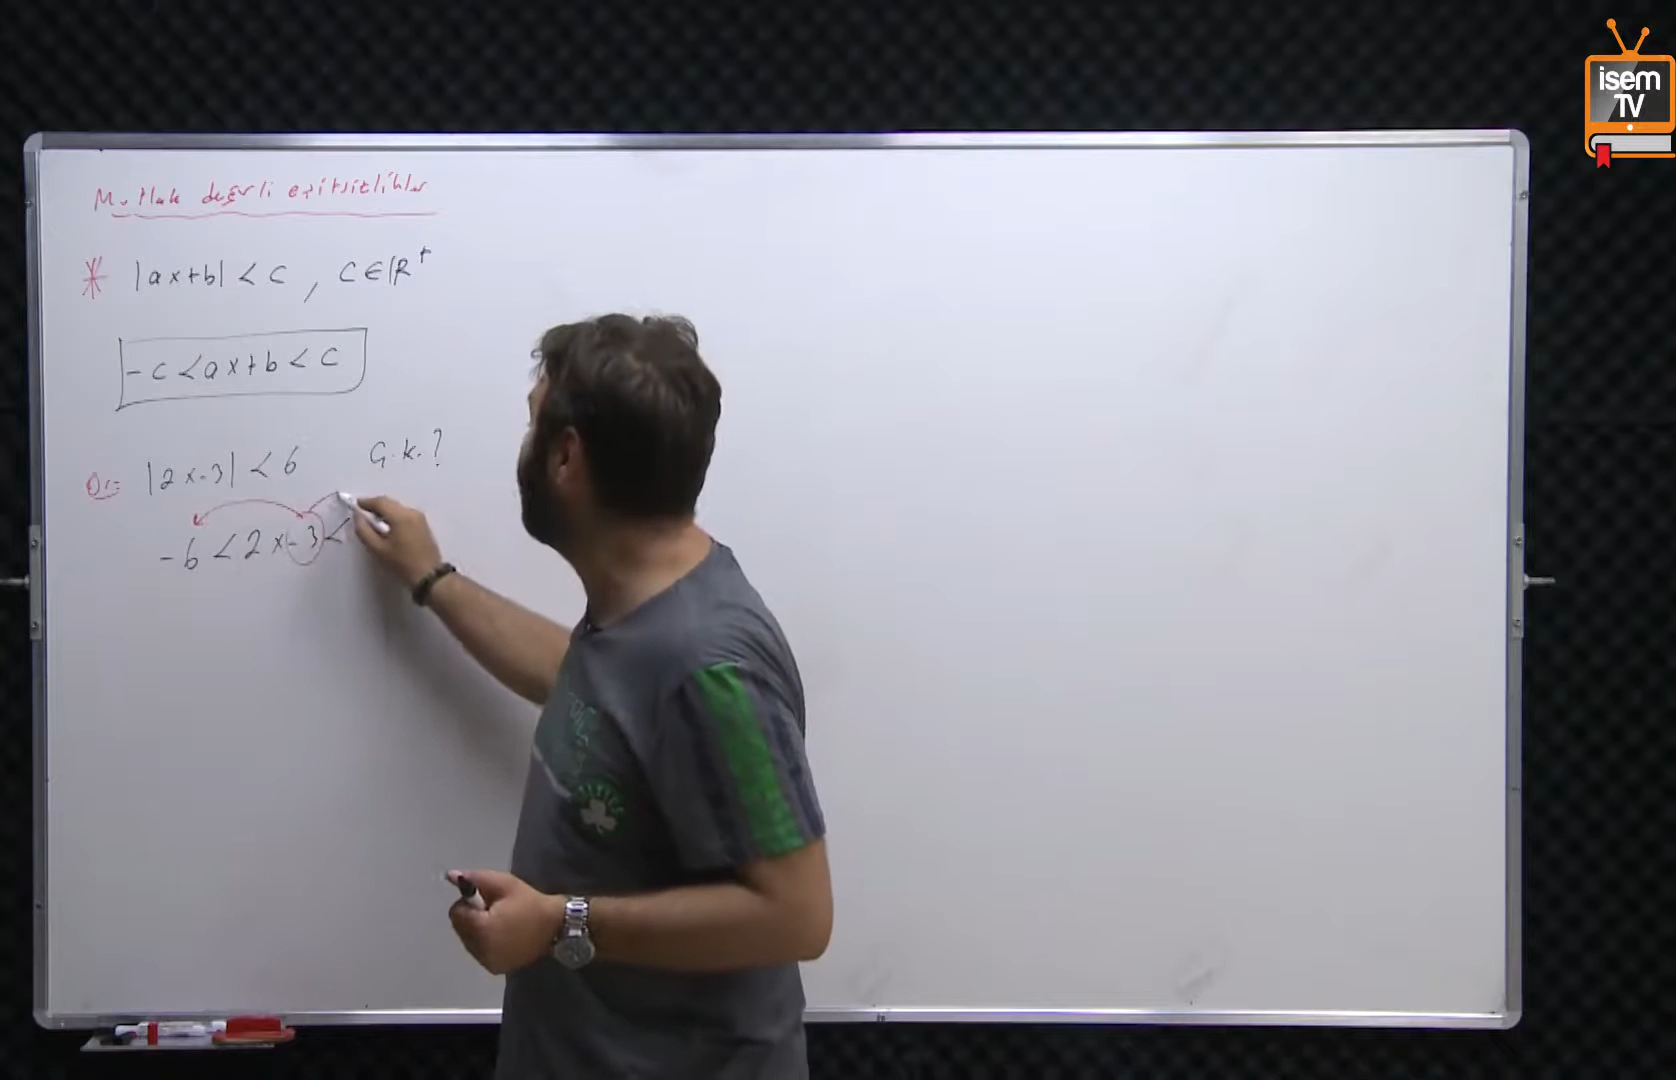 Mutlak değerli eşitsizlikler
* |ax+b| < c , c ∈ ℝ⁺
-c < ax+b < c
Ör: |2x-3| < 6 Ç.K.?
-6 < 2x-3 <
isem
TV